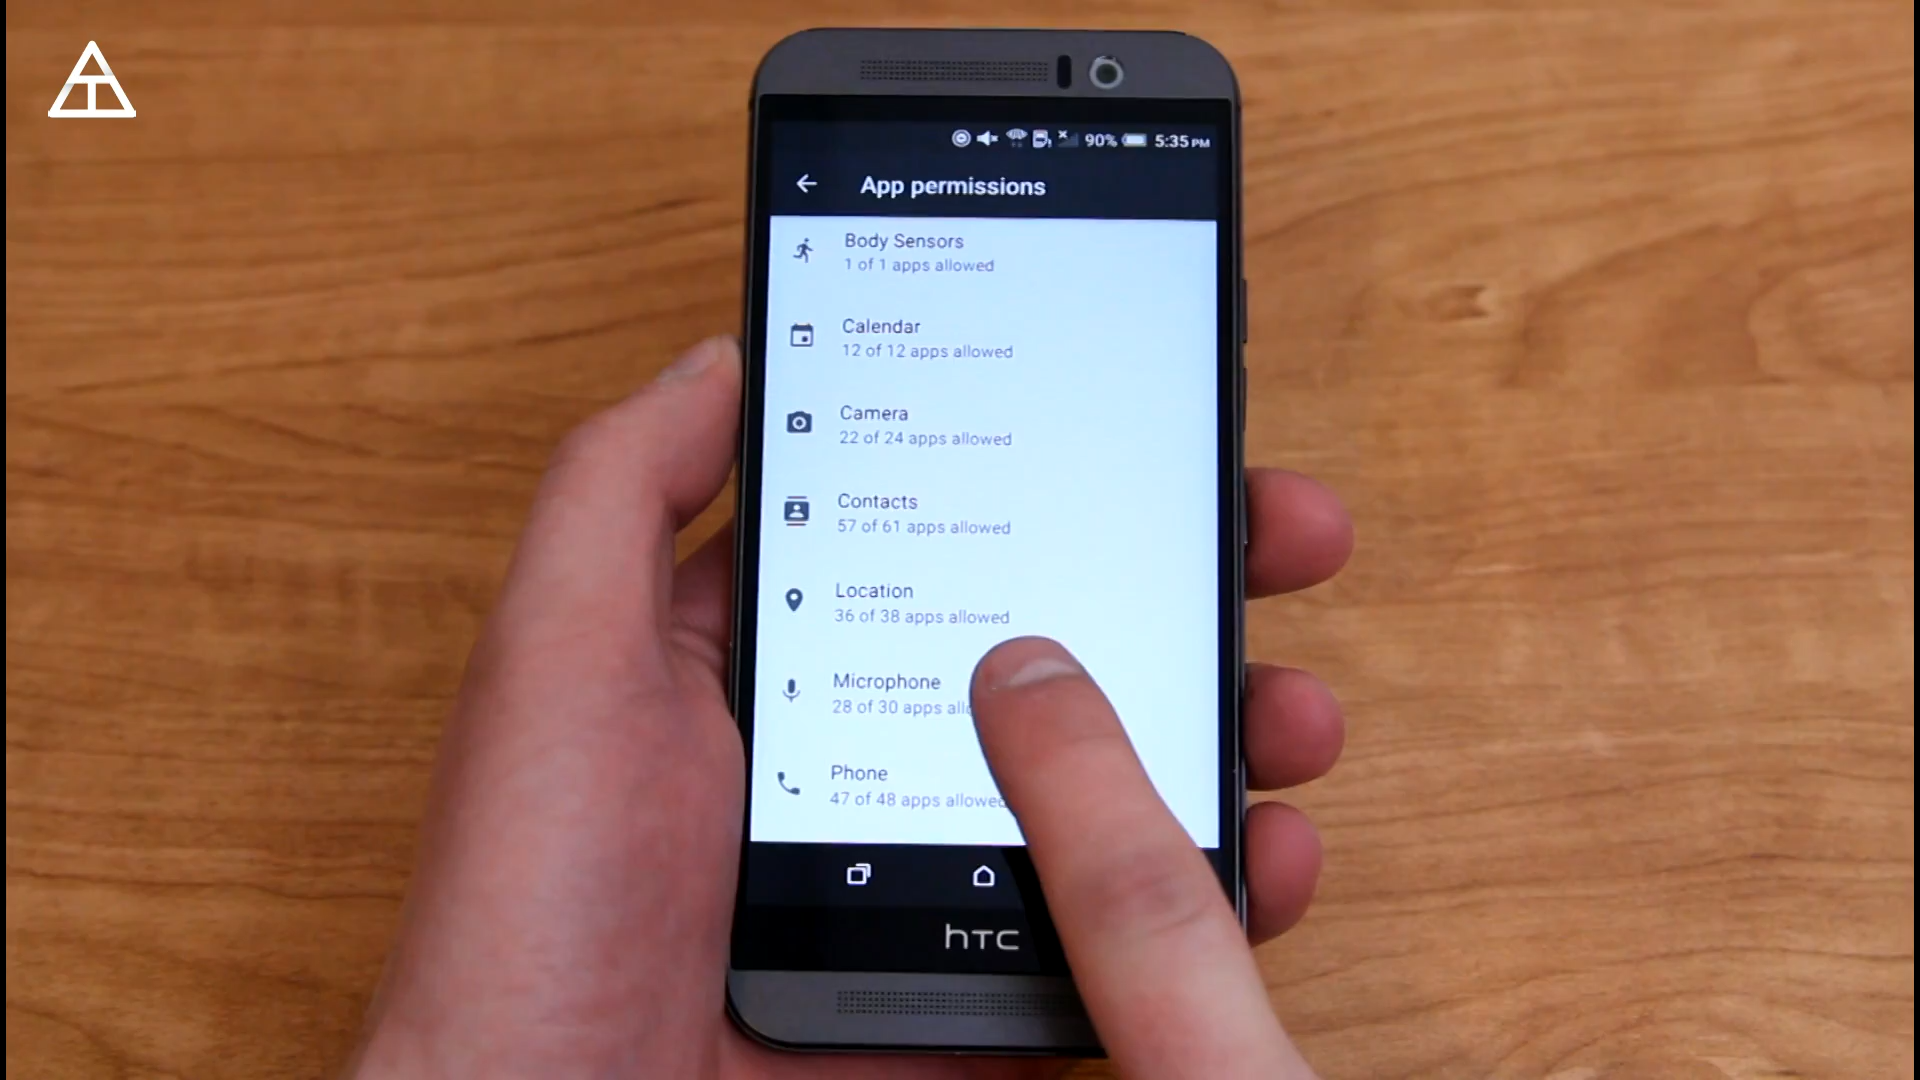 90% 5:35 PM
App permissions
Body Sensors
1 of 1 apps allowed
Calendar
12 of 12 apps allowed
Camera
22 of 24 apps allowed
Contacts
57 of 61 apps allowed
Location
36 of 38 apps allowed
Microphone
28 of 30 apps
Phone
47 of 48 apps allowed
hTC